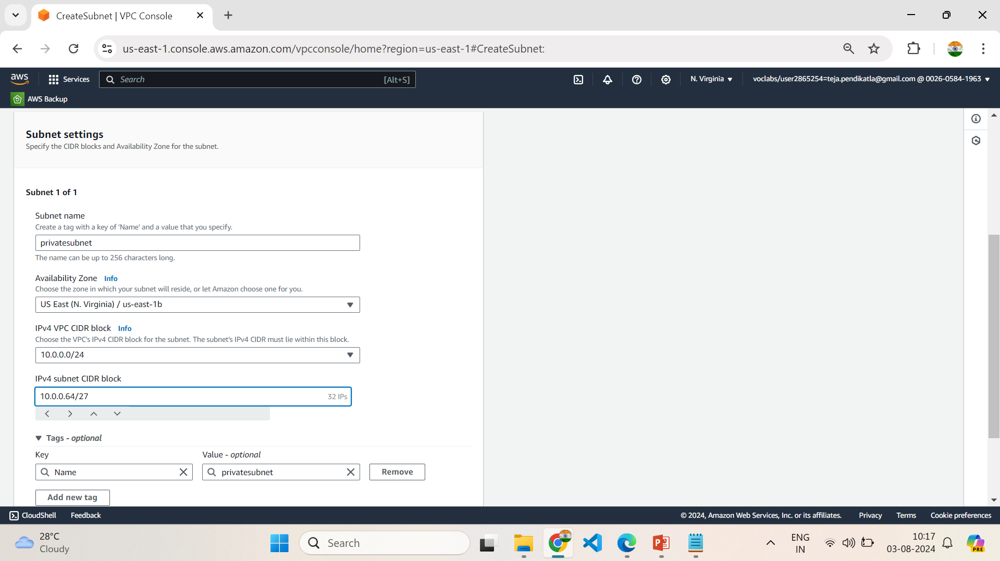 CreateSubnet | VPC Console
us-east-1.console.aws.amazon.com/vpcconsole/home?region=us-east-1#CreateSubnet:
aws
Services
Search
[Alt+S]
N. Virginia
voclabs/user2865254=teja.pendikatla@gmail.com @ 0026-0584-1963
AWS Backup
Subnet settings
Specify the CIDR blocks and Availability Zone for the subnet.
Subnet 1 of 1
Subnet name
Create a tag with a key of 'Name' and a value that you specify.
privatesubnet
The name can be up to 256 characters long.
Availability Zone Info
Choose the zone in which your subnet will reside, or let Amazon choose one for you.
US East (N. Virginia) / us-east-1b
IPv4 VPC CIDR block Info
Choose the VPC's IPv4 CIDR block for the subnet. The subnet's IPv4 CIDR must lie within this block.
10.0.0.0/24
IPv4 subnet CIDR block
10.0.0.64/27
32 IPs
Tags - optional
Key
Value - optional
Name
privatesubnet
Remove
Add new tag
CloudShell
Feedback
© 2024, Amazon Web Services, Inc. or its affiliates.
Privacy
Terms
Cookie preferences
28°C
Cloudy
Search
ENG
IN
10:17
03-08-2024
PRE